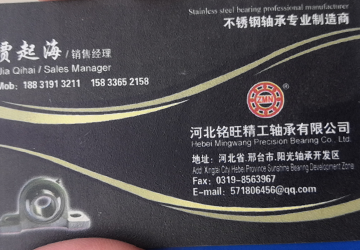 Stainless steel bearing professional manufacturer
不锈钢轴承专业制造商
贾起海 / 销售经理
Jia Qihai / Sales Manager
Mob: 188 3191 3211 158 3365 2158
ZMN
河北铭旺精工轴承有限公司
Hebei Mingwang Precision Bearing Co., Ltd.
地址: 河北省.邢台市.阳光轴承开发区
Add: Xingtai City Hebei Province Sunshine Bearing Development Zone
Fax: 0319-8563967
E-mail: 571806456@qq.com